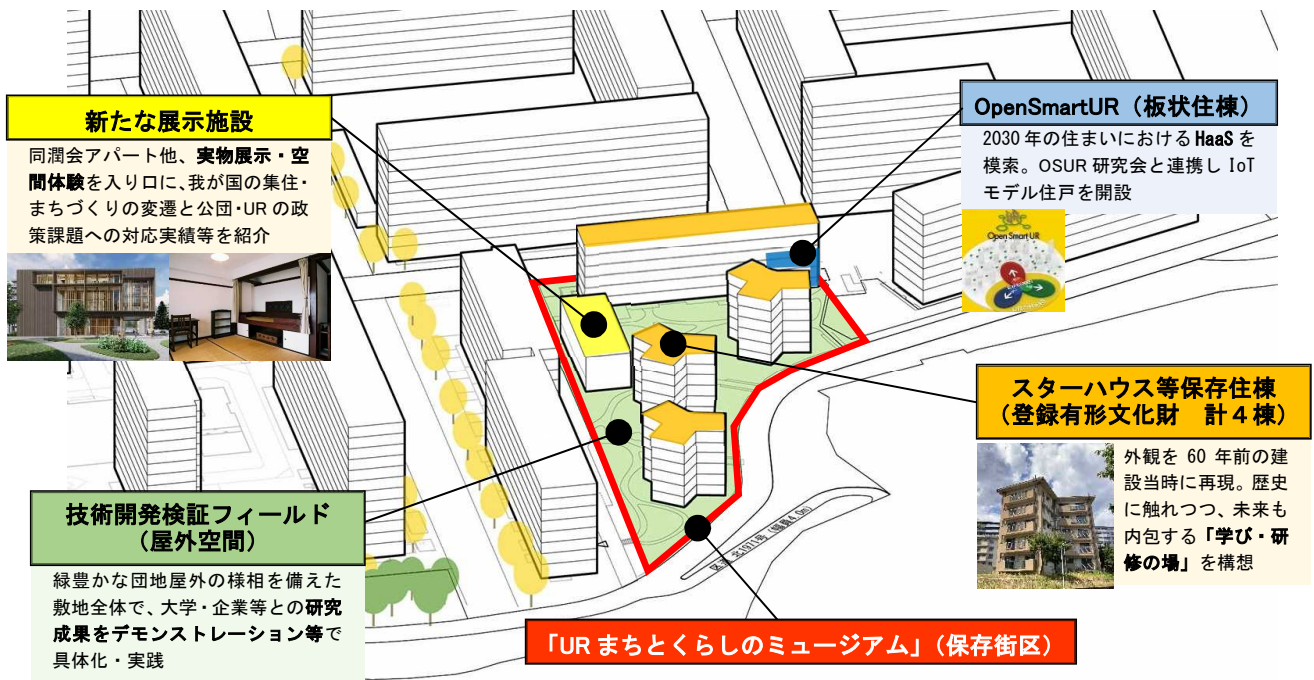 新たな展示施設
同潤会アパート他、実物展示・空
間体験を入り口に、我が国の集住・
まちづくりの変遷と公団・URの政
策課題への対応実績等を紹介
OpenSmartUR（板状住棟）
2030年の住まいにおけるHaaSを
模索。OSUR研究会と連携しIoT
モデル住戸を開設
Open Smart UR
スターハウス等保存住棟
（登録有形文化財　計４棟）
外観を60年前の建
設当時に再現。歴史
に触れつつ、未来も
内包する「学び・研
修の場」を構想
技術開発検証フィールド
（屋外空間）
緑豊かな団地屋外の様相を備えた
敷地全体で、大学・企業等との研究
成果をデモンストレーション等で
具体化・実践
「URまちとくらしのミュージアム」（保存街区）